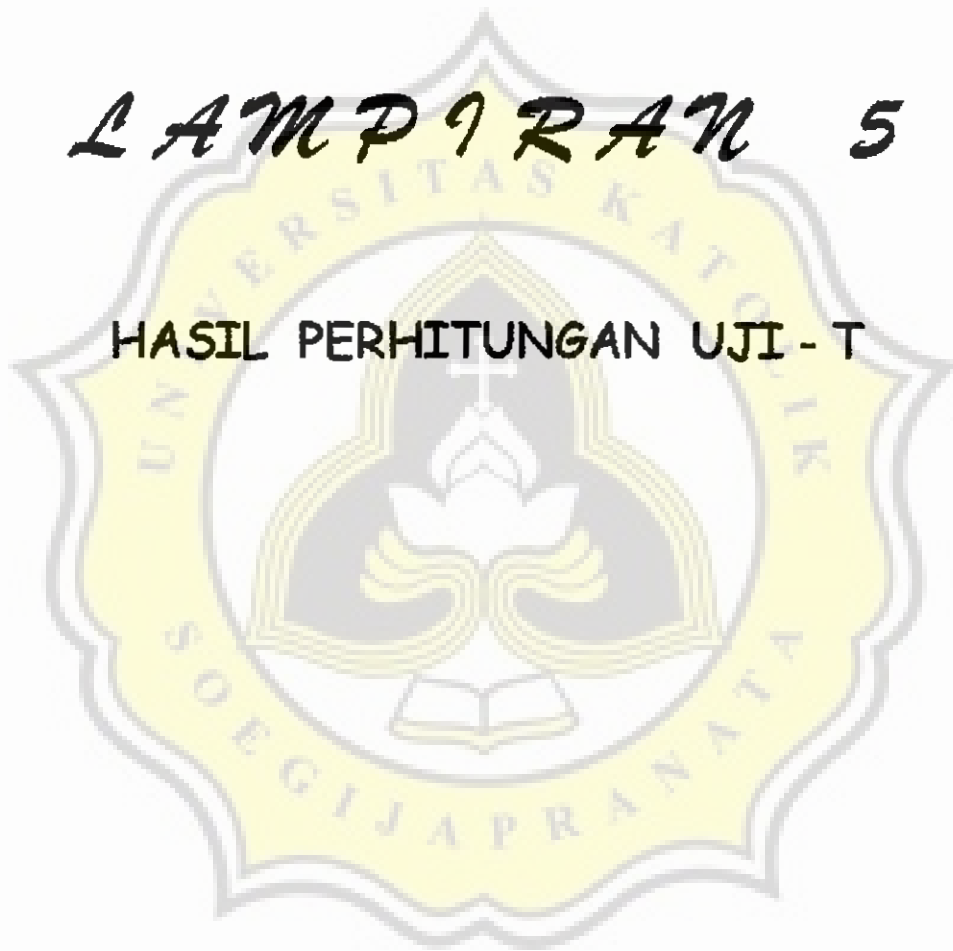 LAMPIRAN 5
UNIVERSITAS KATOLIK
HASIL PERHITUNGAN UJI - T
SOEGIJAPRANATA